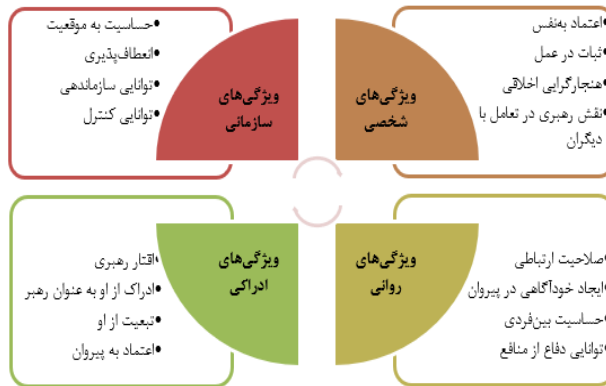 •اعتماد به‌نفس
•ثبات در عمل
•هنجارگرایی اخلاقی
•نقش رهبری در تعامل با
دیگران
ویژگی‌های
شخصی
•حساسیت به موقعیت
•انعطاف‌پذیری
•توانایی سازماندهی
•توانایی کنترل
ویژگی‌های
سازمانی
•صلاحیت ارتباطی
•ایجاد خودآگاهی در پیروان
•حساسیت بین‌فردی
•توانایی دفاع از منافع
ویژگی‌های
روانی
•اقتار رهبری
•ادراک از او به عنوان رهبر
•تبعیت از او
•اعتماد به پیروان
ویژگی‌های
ادراکی